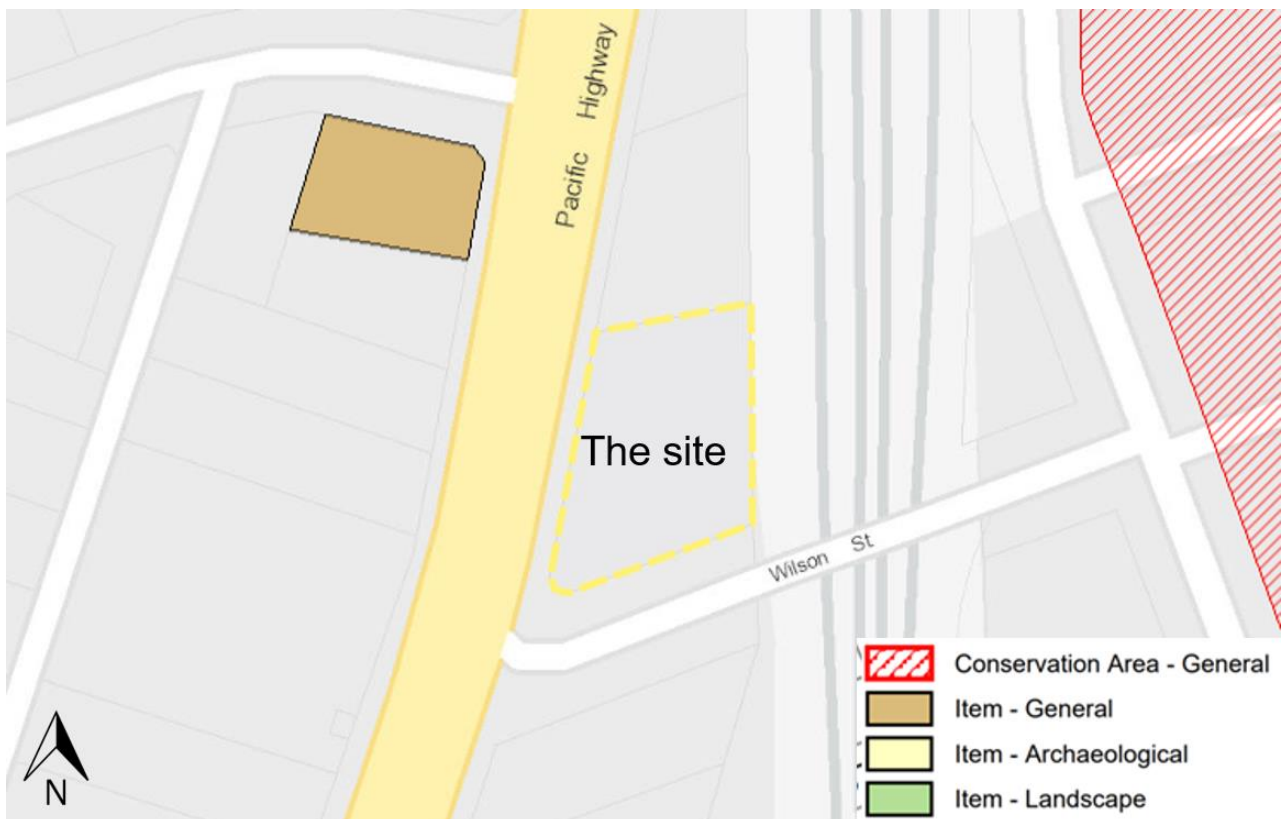 Pacific Highway
The site
Wilson St
Conservation Area - General
Item - General
Item - Archaeological
Item - Landscape
N